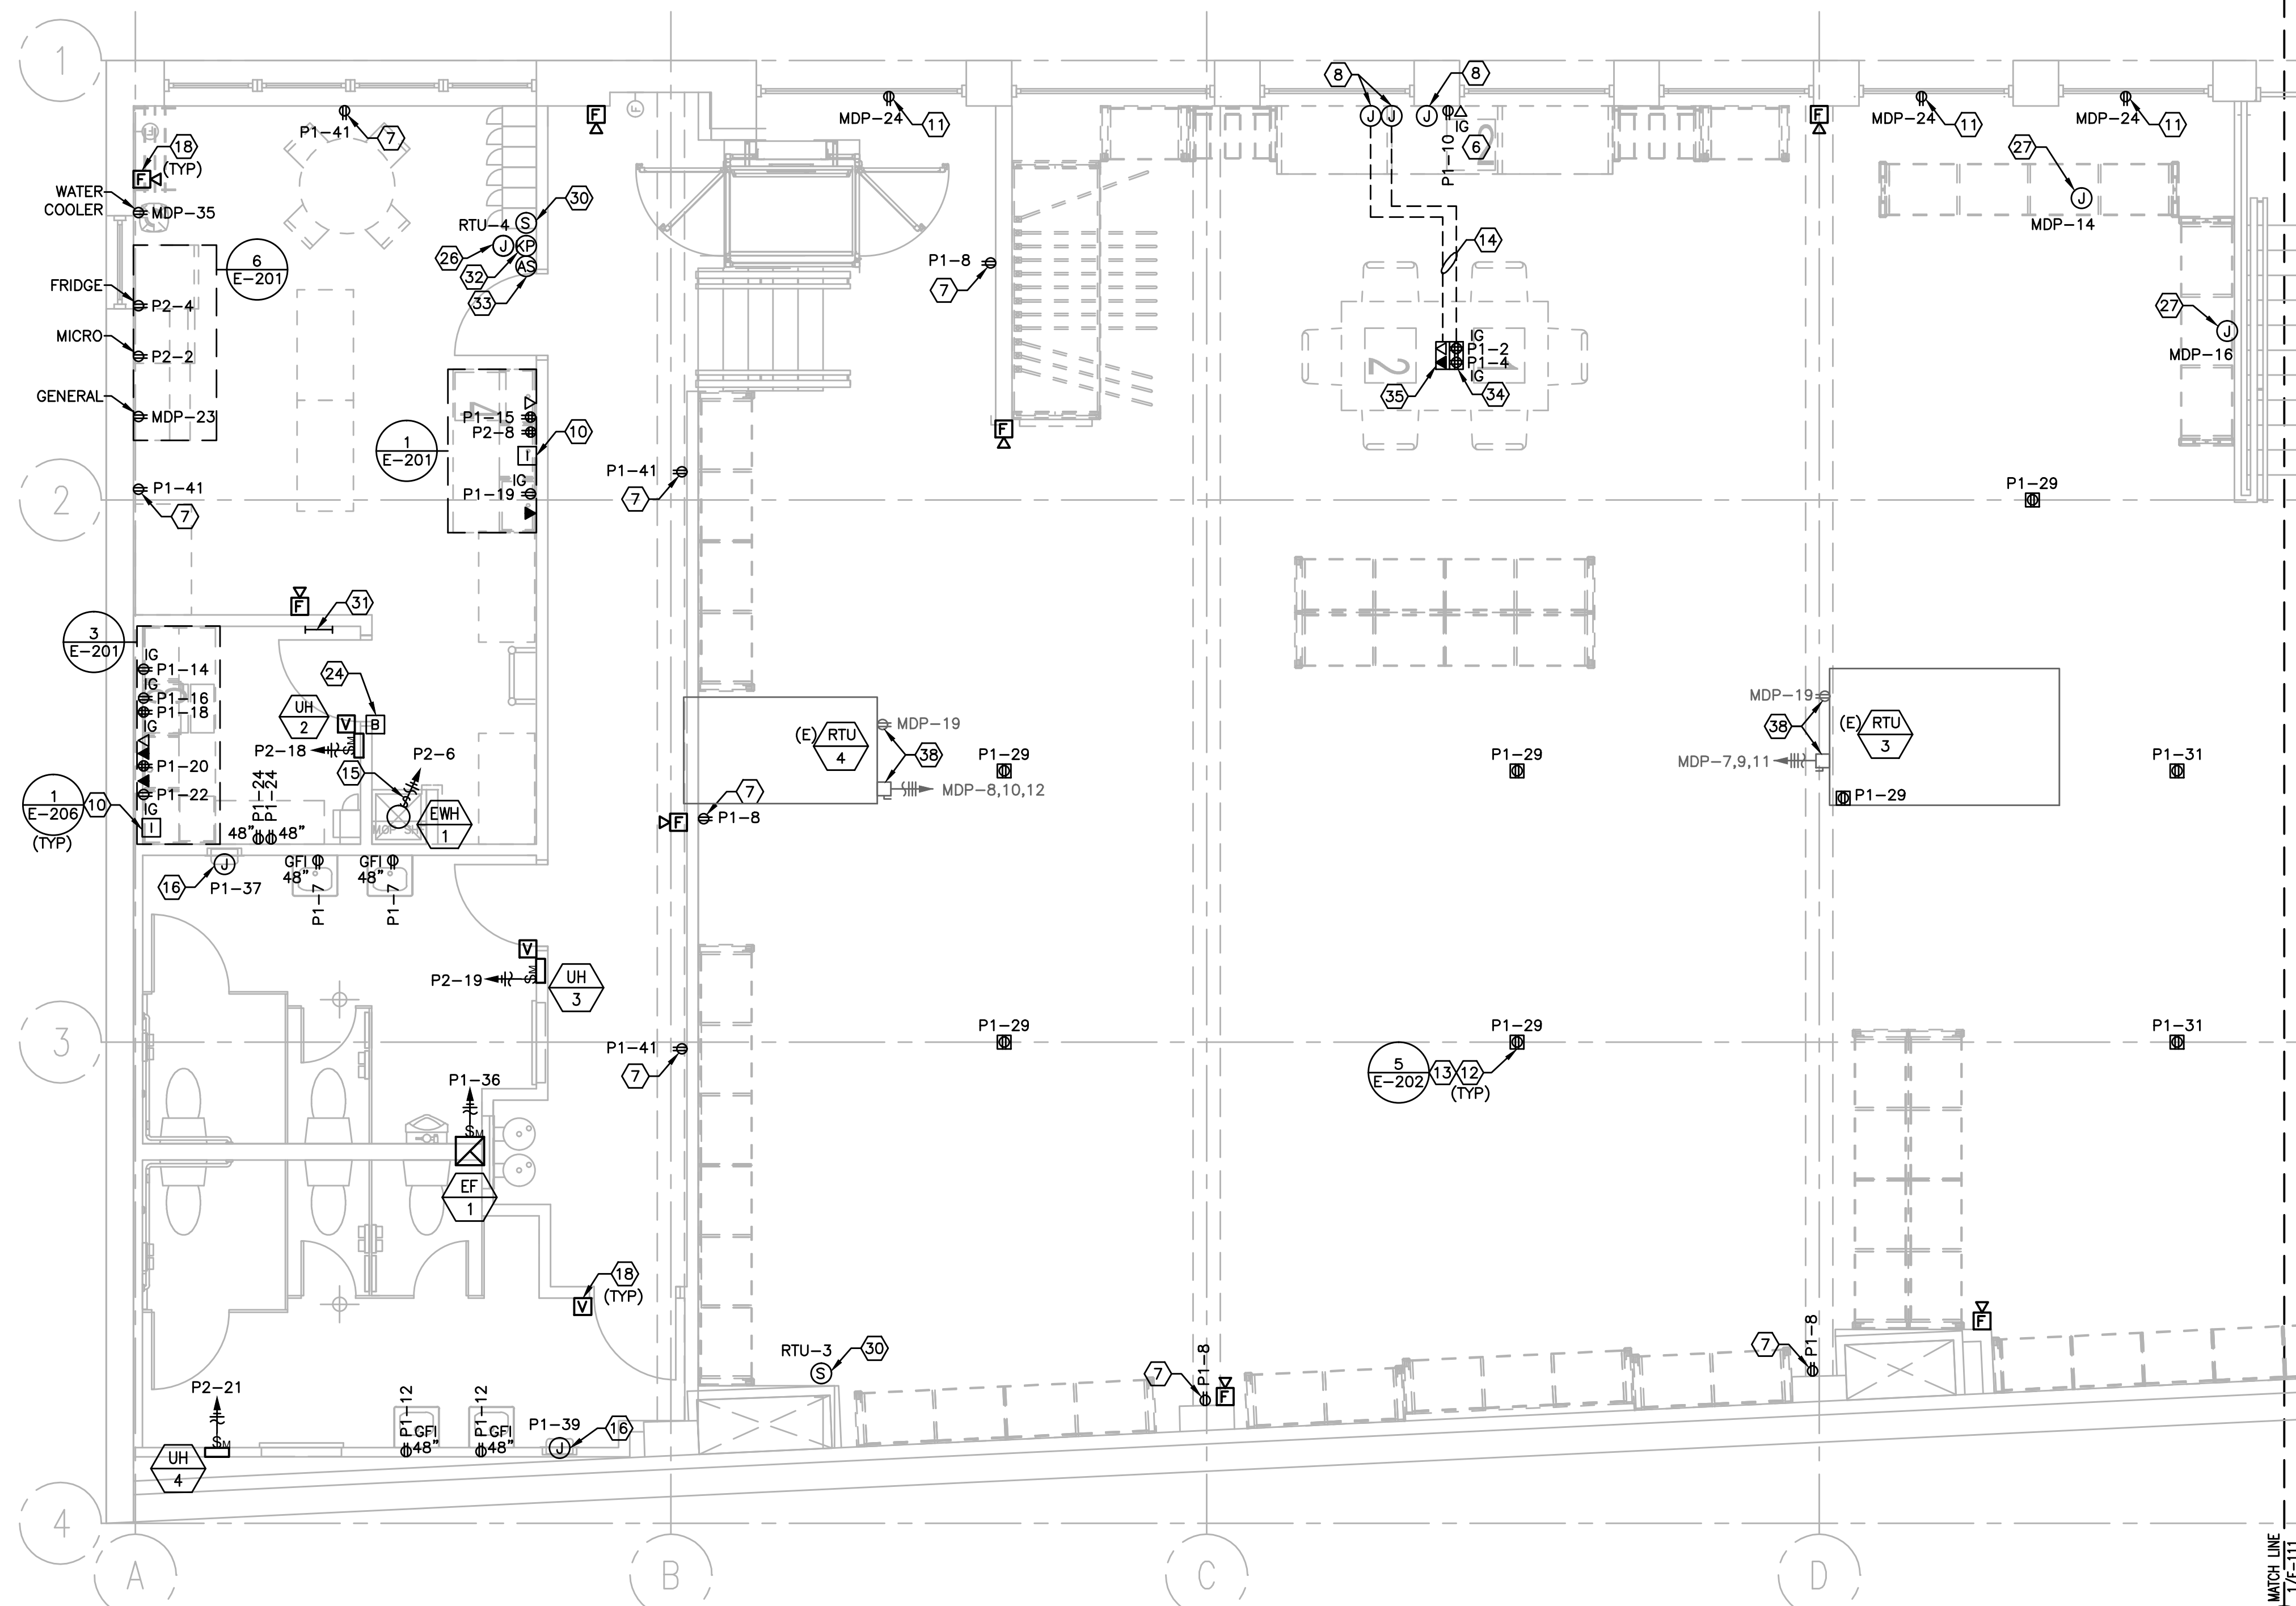 1
8
8
F
F
MDP-24
11
J
J
J
IG
6
P1-10
2
F
MDP-24
11
MDP-24
11
P1-41
7
18
(TYP)
F
F
WATER
COOLER
MDP-35
27
J
MDP-14
RTU-4
S
30
26
J
KP
AS
32
33
6
E-201
P1-8
7
14
FRIDGE
P2-4
27
J
MDP-16
MICRO
P2-2
IG
P1-2
P1-4
IG
2
1
35
34
GENERAL
MDP-23
1
E-201
P1-15
P2-8
I
10
IG
P1-19
F
P1-41
7
P1-41
7
2
P1-29
F
31
3
E-201
IG
P1-14
IG
P1-16
P1-18
IG
P1-20
P1-22
IG
I
1
E-206
10
(TYP)
24
UH
2
V
B
P2-18
SM
15
P2-6
EWH
1
P1-24
P1-24
48"
48"
(E)
RTU
4
MDP-19
38
MDP-8,10,12
P1-29
P1-29
MDP-19
38
(E)
RTU
3
MDP-7,9,11
P1-29
P1-31
F
7
P1-8
16
J
P1-37
GFI
48"
P1-7
GFI
48"
P1-7
V
P2-19
SM
UH
3
3
P1-41
7
P1-29
P1-29
5
E-202
13
12
(TYP)
P1-31
P1-36
SM
EF
1
18
(TYP)
V
RTU-3
S
30
7
P1-8
F
7
P1-8
F
P2-21
SM
UH
4
P1-12
GFI
48"
P1-12
GFI
48"
P1-39
J
16
4
A
B
C
D
MATCH LINE
1/E-111